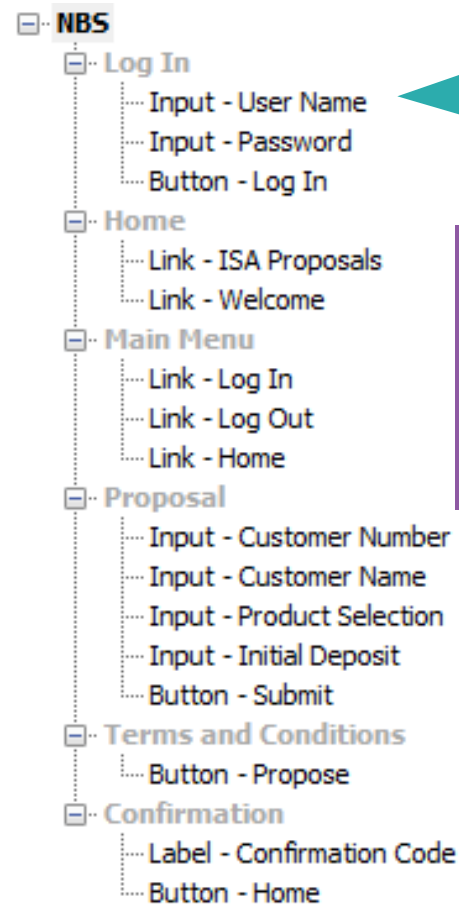 NBS
Log In
Input - User Name
Input - Password
Button - Log In
Home
Link - ISA Proposals
Link - Welcome
Main Menu
Link - Log In
Link - Log Out
Link - Home
Proposal
Input - Customer Number
Input - Customer Name
Input - Product Selection
Input - Initial Deposit
Button - Submit
Terms and Conditions
Button - Propose
Confirmation
Label - Confirmation Code
Button - Home